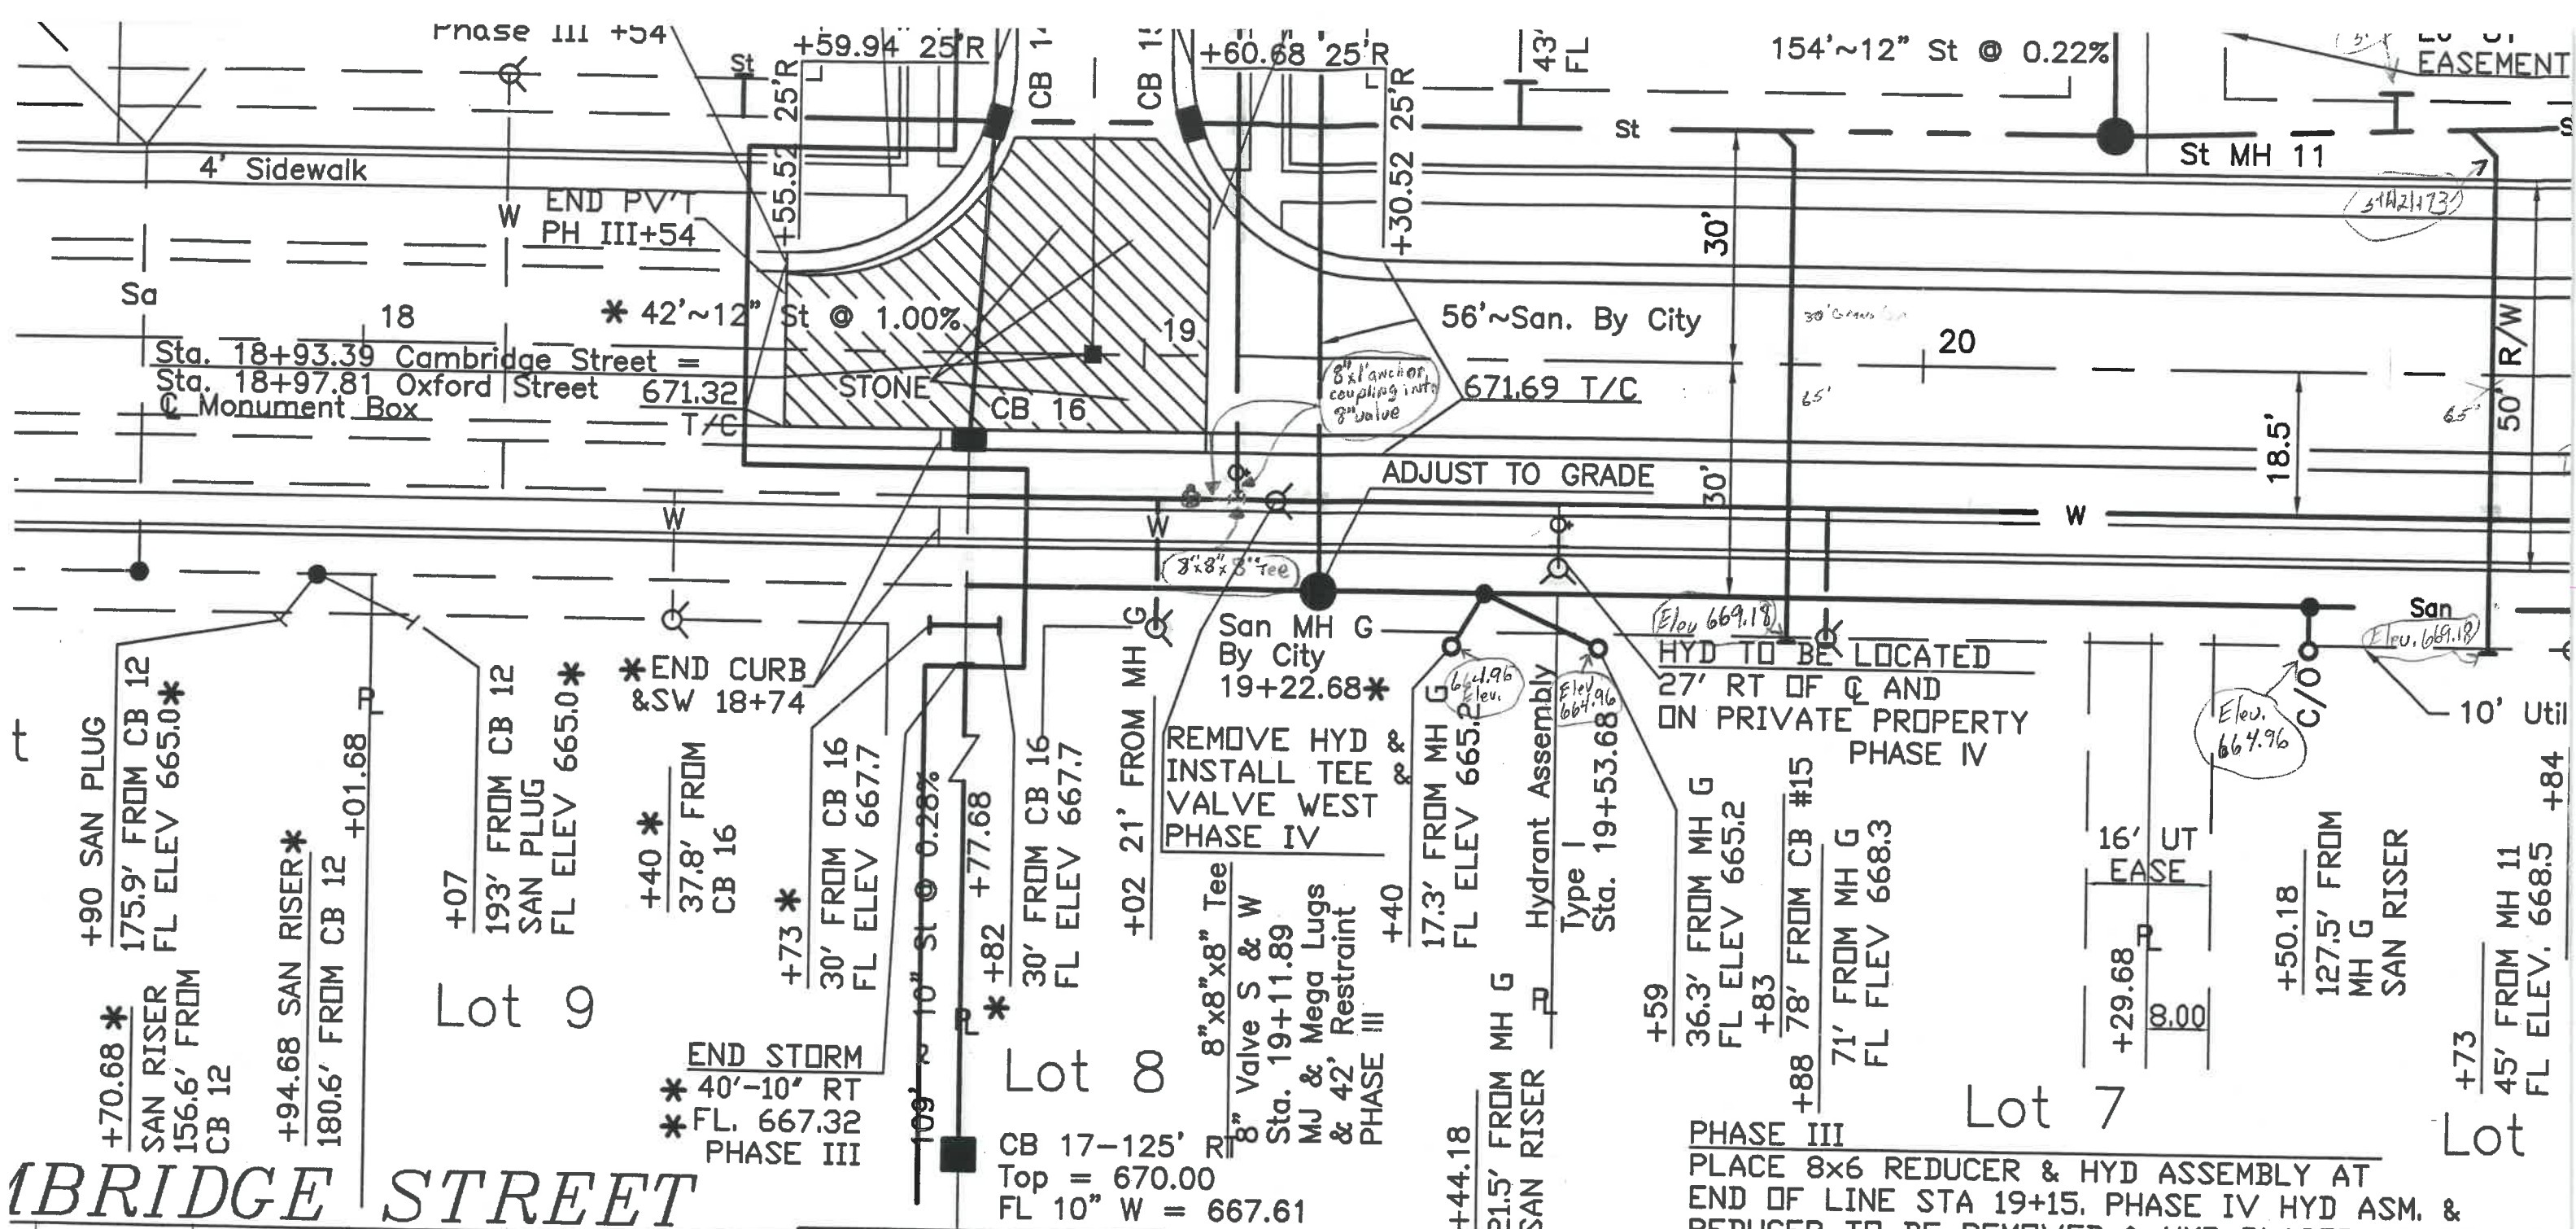 Phase III +54
+59.94 25'R
+60.68 25'R
154'~12" St @ 0.22%
EASEMENT
St
+55.52 25'R
CB
CB
+30.52 25'R
43'
FL
St
St MH 11
4' Sidewalk
W
END PV'T
PH III+54
30'
Sa
18
* 42'~12" St @ 1.00%
19
56'~San. By City
20
50' R/W
Sta. 18+93.39 Cambridge Street =
Sta. 18+97.81 Oxford Street
℄ Monument Box
671.32
T/C
STONE
CB 16
8"x1' anchor
coupling into
8" valve
671.69 T/C
65'
65'
18.5'
ADJUST TO GRADE
30'
W
W
W
8"x8"x8" Tee
San
Elev 669.18
Elev. 669.18
San MH G
By City
19+22.68*
HYD TO BE LOCATED
27' RT OF ℄ AND
ON PRIVATE PROPERTY
PHASE IV
*END CURB
&SW 18+74
664.96
Elev.
Elev
664.96
Elev.
664.96
C/O
10' Util
t
REMOVE HYD &
INSTALL TEE &
VALVE WEST
PHASE IV
+90 SAN PLUG
175.9' FROM CB 12
FL ELEV 665.0*
+70.68 *
SAN RISER
156.6' FROM
CB 12
+94.68 SAN RISER*
180.6' FROM CB 12
+01.68
PL
+07
193' FROM CB 12
SAN PLUG
FL ELEV 665.0*
+40 *
37.8' FROM
CB 16
+73 *
30' FROM CB 16
FL ELEV 667.7
109' ~ 10" St @ 0.28%
+77.68
PL
+82 *
30' FROM CB 16
FL ELEV 667.7
+02 21' FROM MH G
8"x8"x8" Tee
8" Valve S & W
Sta. 19+11.89
MJ & Mega Lugs
& 42' Restraint
PHASE III
+40
17.3' FROM MH G
FL ELEV 665.2
+44.18
21.5' FROM MH G
SAN RISER
Hydrant Assembly
Type I
Sta. 19+53.68
PL
+59
36.3' FROM MH G
FL ELEV 665.2
+83
78' FROM CB #15
+88
71' FROM MH G
FL FLEV 668.3
16' UT
EASE
+29.68
PL
8.00
+50.18
127.5' FROM
MH G
SAN RISER
+73
45' FROM MH 11
FL ELEV. 668.5
+84
Lot 9
Lot 8
Lot 7
Lot
END STORM
* 40'-10" RT
* FL. 667.32
PHASE III
CB 17-125' RT
Top = 670.00
FL 10" W = 667.61
PHASE III
PLACE 8x6 REDUCER & HYD ASSEMBLY AT
END OF LINE STA 19+15. PHASE IV HYD ASM. &
MBRIDGE STREET